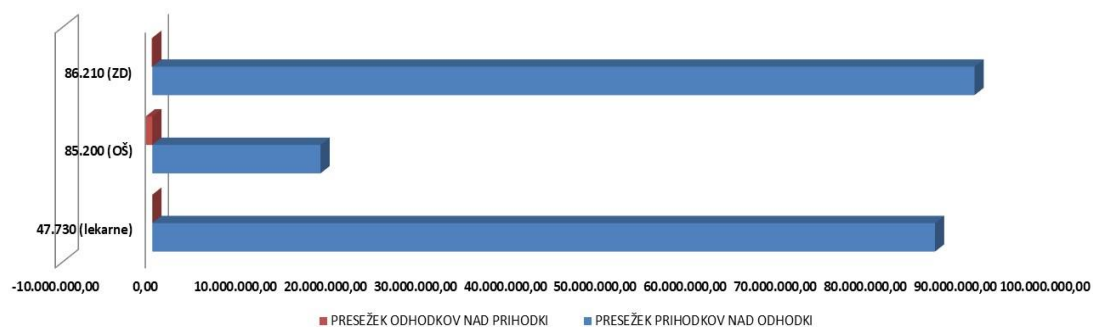 86.210 (ZD)
85.200 (OŠ)
47.730 (lekarne)
-10.000.000,00 0,00 10.000.000,00 20.000.000,00 30.000.000,00 40.000.000,00 50.000.000,00 60.000.000,00 70.000.000,00 80.000.000,00 90.000.000,00 100.000.000,00
PRESEŽEK ODHODKOV NAD PRIHODKI PRESEŽEK PRIHODKOV NAD ODHODKI